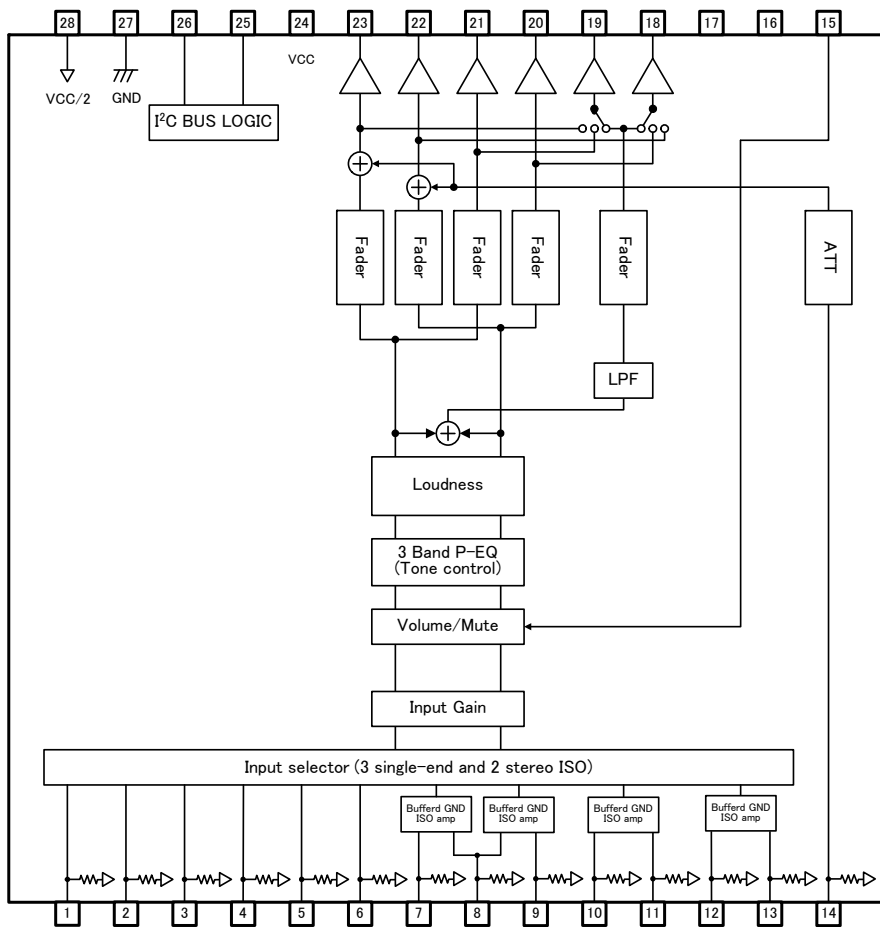 28 27 26 25 24 23 22 21 20 19 18 17 16 15
VCC
VCC/2 GND
I²C BUS LOGIC
Fader Fader Fader Fader Fader ATT
LPF
Loudness
3 Band P-EQ
(Tone control)
Volume/Mute
Input Gain
Input selector (3 single-end and 2 stereo ISO)
Bufferd GND Bufferd GND Bufferd GND Bufferd GND
ISO amp ISO amp ISO amp ISO amp
1 2 3 4 5 6 7 8 9 10 11 12 13 14